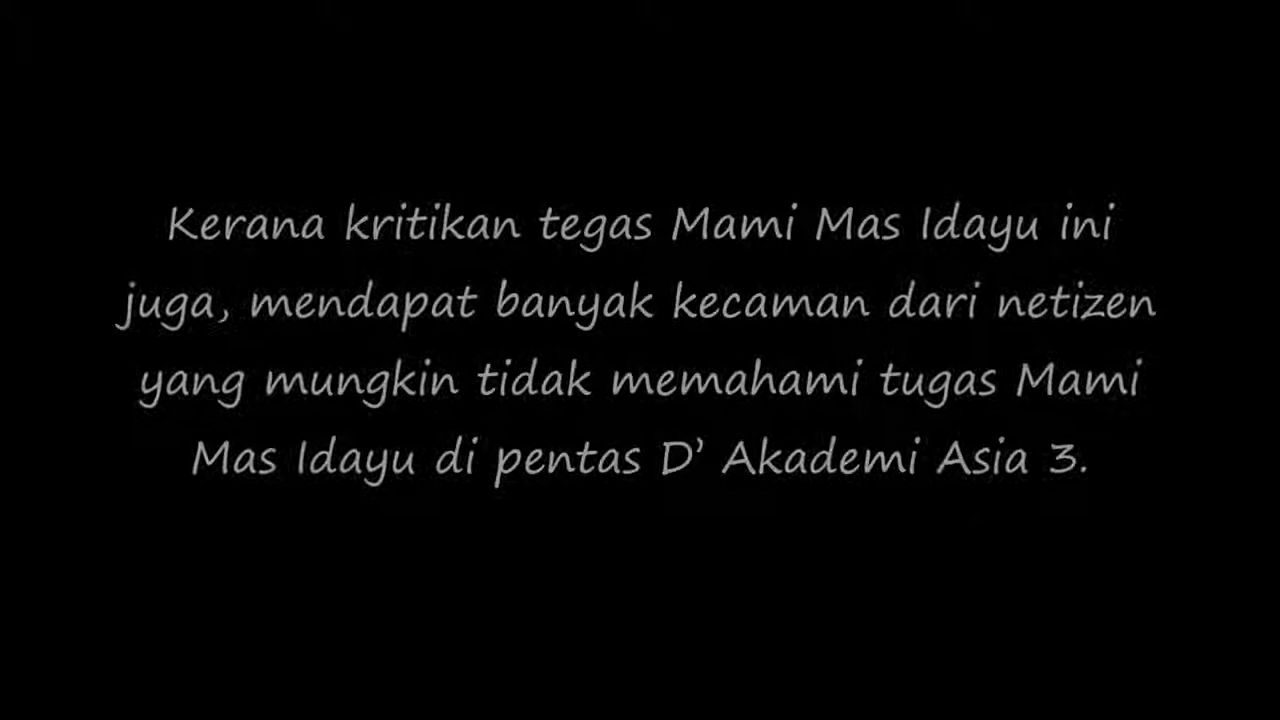 Kerana kritikan tegas Mami Mas Idayu ini
juga, mendapat banyak kecaman dari netizen
yang mungkin tidak memahami tugas Mami
Mas Idayu di pentas D’ Akademi Asia 3.